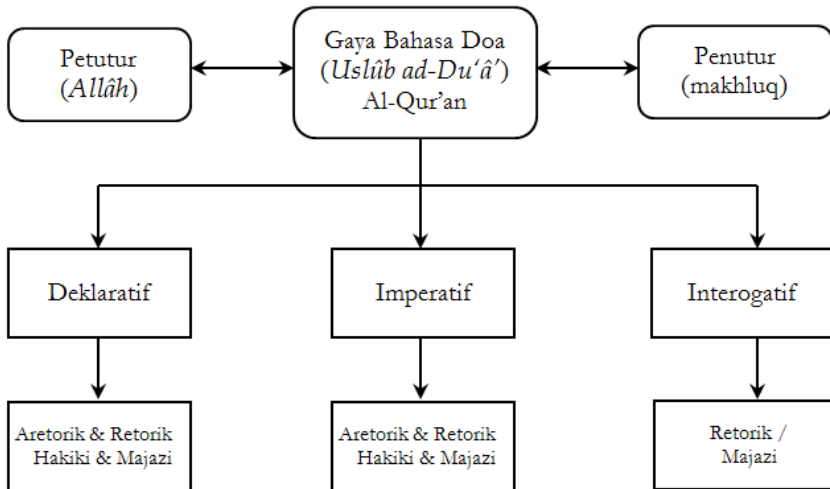 Petutur
(Allâh)
Gaya Bahasa Doa
(Uslûb ad-Du‘â’)
Al-Qur’an
Penutur
(makhluq)
Deklaratif
Imperatif
Interogatif
Aretorik & Retorik
Hakiki & Majazi
Aretorik & Retorik
Hakiki & Majazi
Retorik /
Majazi